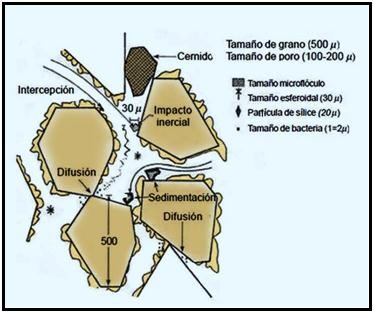 Cernido
Tamaño de grano (500 μ)
Tamaño de poro (100-200 μ)
Intercepción
30 μ
Impacto
inercial
Tamaño microflóculo
Tamaño esferoidal (30 μ)
Partícula de sílice (20μ)
Tamaño de bacteria (1=2μ)
Difusión
Sedimentación
Difusión
500